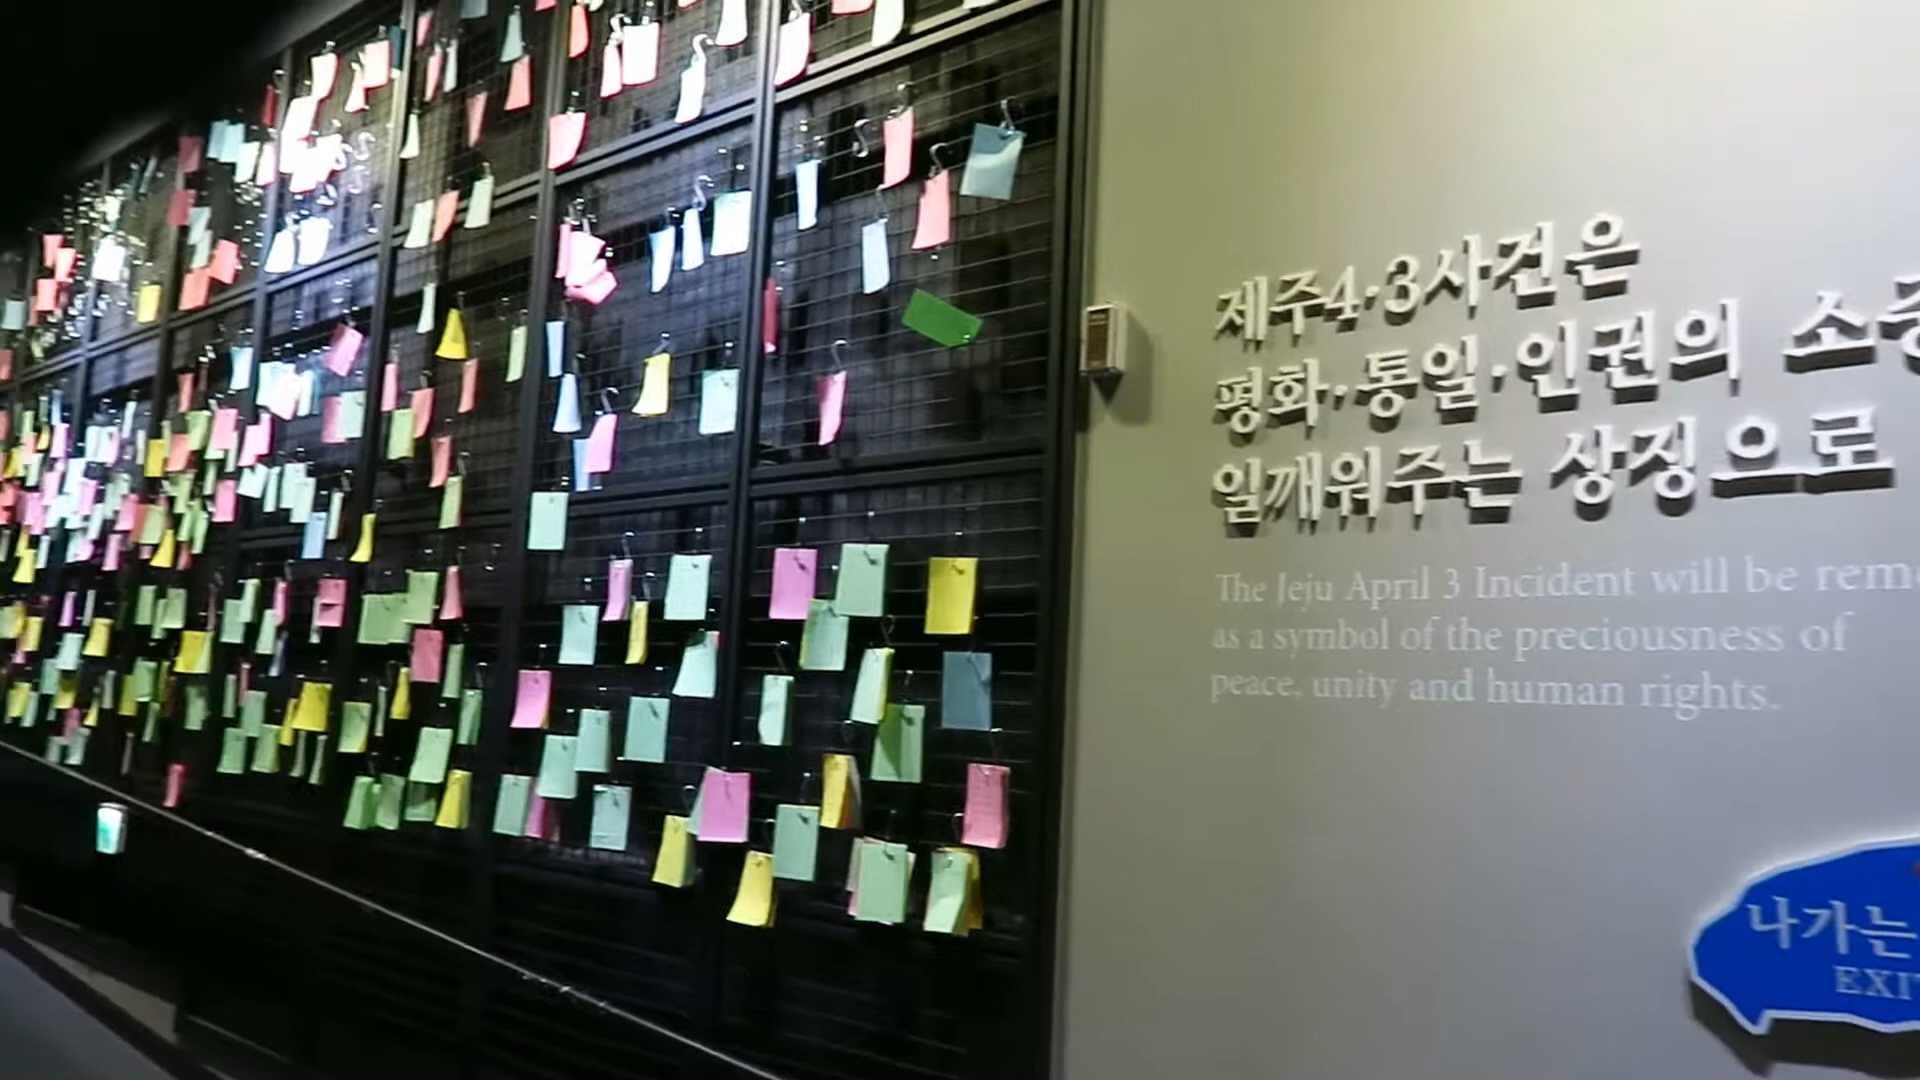 제주4·3사건은
평화·통일·인권의
일깨워주는 상징으로
The Jeju April 3 Incident will be
as a symbol of the preciousness of
peace, unity and human rights.
나가는